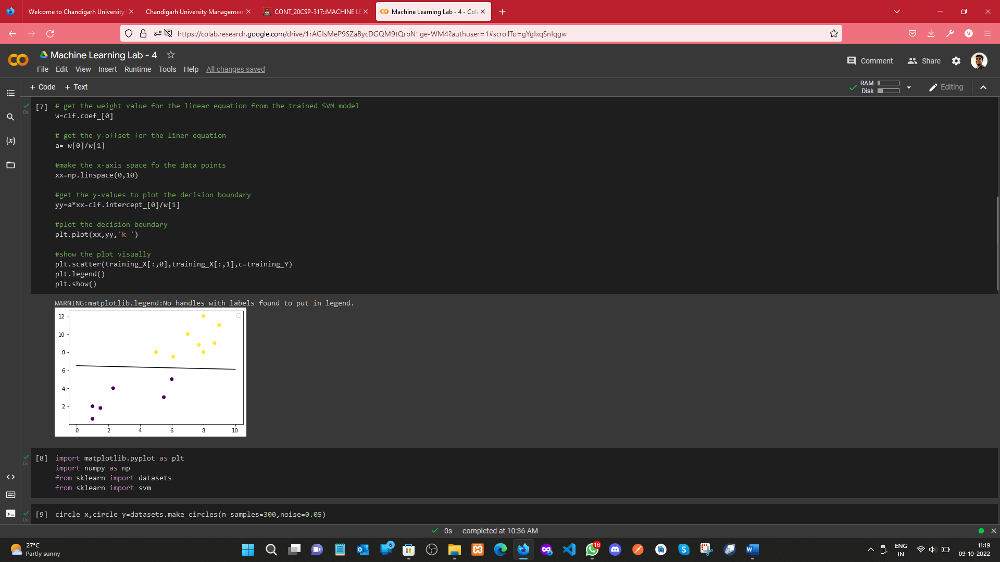 Welcome to Chandigarh University
Chandigarh University Management
CONT_20CSP-317::MACHINE LE
Machine Learning Lab - 4 - Cola
https://colab.research.google.com/drive/1rAGIsMeP9SZaBycDGQM9tQrbN1ge-WM4?authuser=1#scrollTo=gYgIxqSnIqgw
V
Machine Learning Lab - 4
Comment
Share
File Edit View Insert Runtime Tools Help All changes saved
+ Code + Text
RAM
Disk
Editing
[7] # get the weight value for the linear equation from the trained SVM model
0s
w=clf.coef_[0]
# get the y-offset for the liner equation
a=-w[0]/w[1]
{x}
#make the x-axis space fo the data points
xx=np.linspace(0,10)
#get the y-values to plot the decision boundary
yy=a*xx-clf.intercept_[0]/w[1]
#plot the decision boundary
plt.plot(xx,yy,'k-')
#show the plot visually
plt.scatter(training_X[:,0],training_X[:,1],c=training_Y)
plt.legend()
plt.show()
WARNING:matplotlib.legend:No handles with labels found to put in legend.
12
10
8
6
4
2
0 2 4 6 8 10
[8] import matplotlib.pyplot as plt
0s
import numpy as np
from sklearn import datasets
from sklearn import svm
[9] circle_x,circle_y=datasets.make_circles(n_samples=300,noise=0.05)
0s
0s completed at 10:36 AM
27°C
Partly sunny
6
16
ENG
IN
11:19
09-10-2022